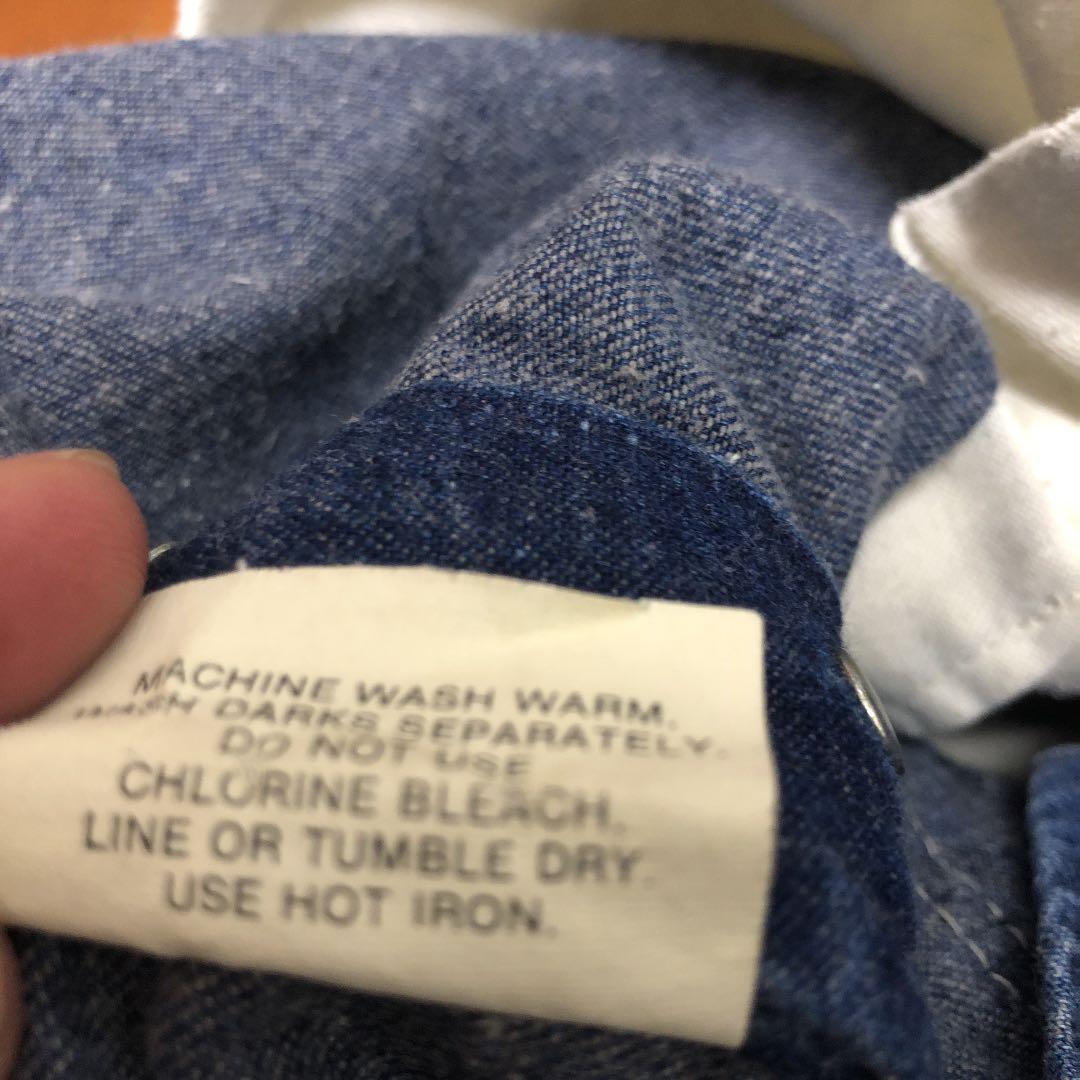 MACHINE WASH WARM.
WASH DARKS SEPARATELY.
DO NOT USE
CHLORINE BLEACH.
LINE OR TUMBLE DRY.
USE HOT IRON.